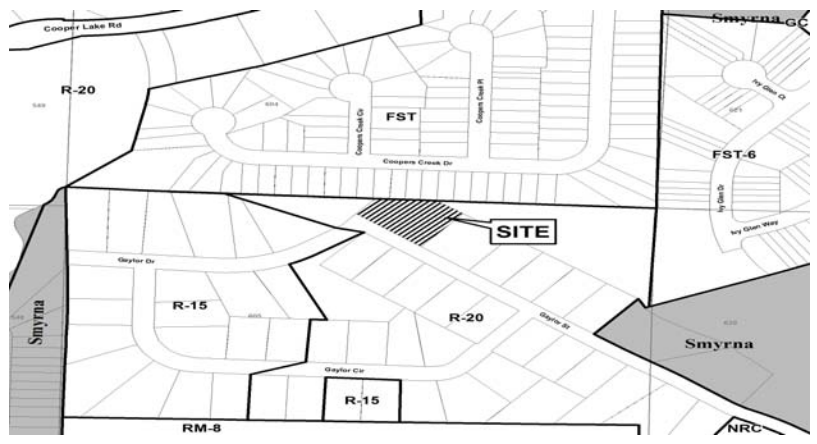 Smyrna
GC
Cooper Lake Rd
R-20
Ivy Glen Ct
Coopers Creek Pl
Coopers Creek Cir
FST
604
FST-6
Coopers Creek Dr
Ivy Glen Dr
Ivy Glen Way
SITE
Gaylor Dr
R-15
R-20
Gaylor St
Smyrna
Smyrna
Gaylor Cir
R-15
RM-8
NRC